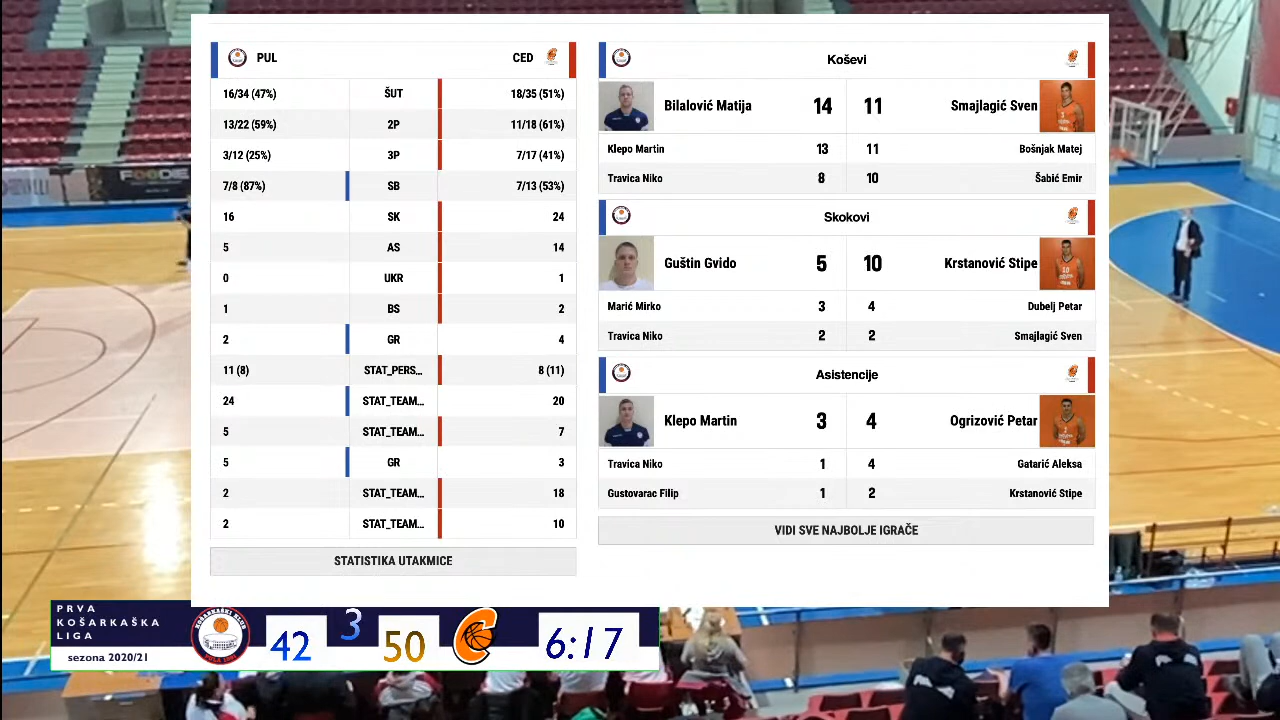 PUL CED
16/34 (47%) ŠUT 18/35 (51%)
13/22 (59%) 2P 11/18 (61%)
3/12 (25%) 3P 7/17 (41%)
7/8 (87%) SB 7/13 (53%)
16 SK 24
5 AS 14
0 UKR 1
1 BS 2
2 GR 4
11 (8) STAT_PERS... 8 (11)
24 STAT_TEAM... 20
5 STAT_TEAM... 7
5 GR 3
2 STAT_TEAM... 18
2 STAT_TEAM... 10
STATISTIKA UTAKMICE
Koševi
Bilalović Matija 14 11 Smajlagić Sven
Klepo Martin 13 11 Bošnjak Matej
Travica Niko 8 10 Šabić Emir
Skokovi
Guštin Gvido 5 10 Krstanović Stipe
Marić Mirko 3 4 Dubelj Petar
Travica Niko 2 2 Smajlagić Sven
Asistencije
Klepo Martin 3 4 Ogrizović Petar
Travica Niko 1 4 Gatarić Aleksa
Gustovarac Filip 1 2 Krstanović Stipe
VIDI SVE NAJBOLJE IGRAČE
PRVA
KOŠARKAŠKA
LIGA
sezona 2020/21
42 3 50 6:17